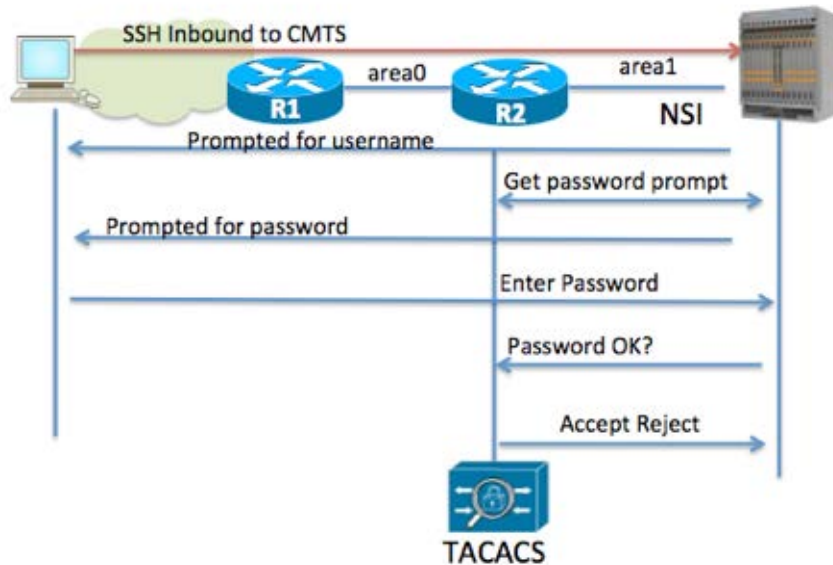 SSH Inbound to CMTS
area0
area1
R1
R2
NSI
Prompted for username
Get password prompt
Prompted for password
Enter Password
Password OK?
Accept Reject
TACACS